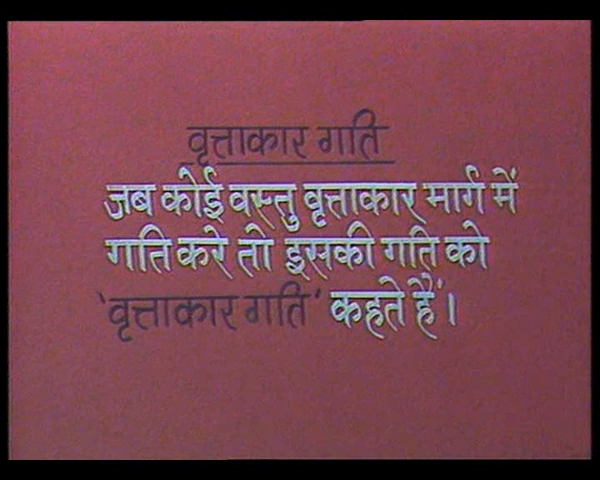 वृत्ताकार गति
जब कोई वस्तु वृत्ताकार मार्ग में
गति करे तो इसकी गति को
'वृत्ताकार गति' कहते हैं।